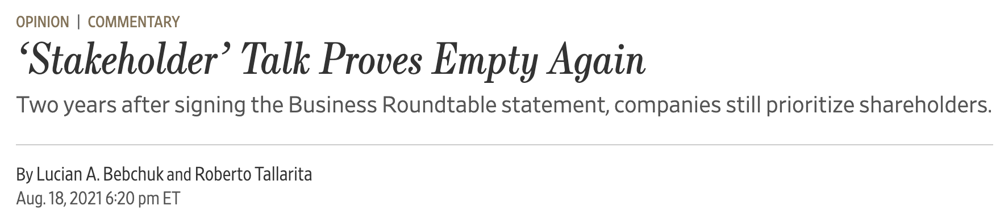 OPINION | COMMENTARY
‘Stakeholder’ Talk Proves Empty Again
Two years after signing the Business Roundtable statement, companies still prioritize shareholders.
By Lucian A. Bebchuk and Roberto Tallarita
Aug. 18, 2021 6:20 pm ET